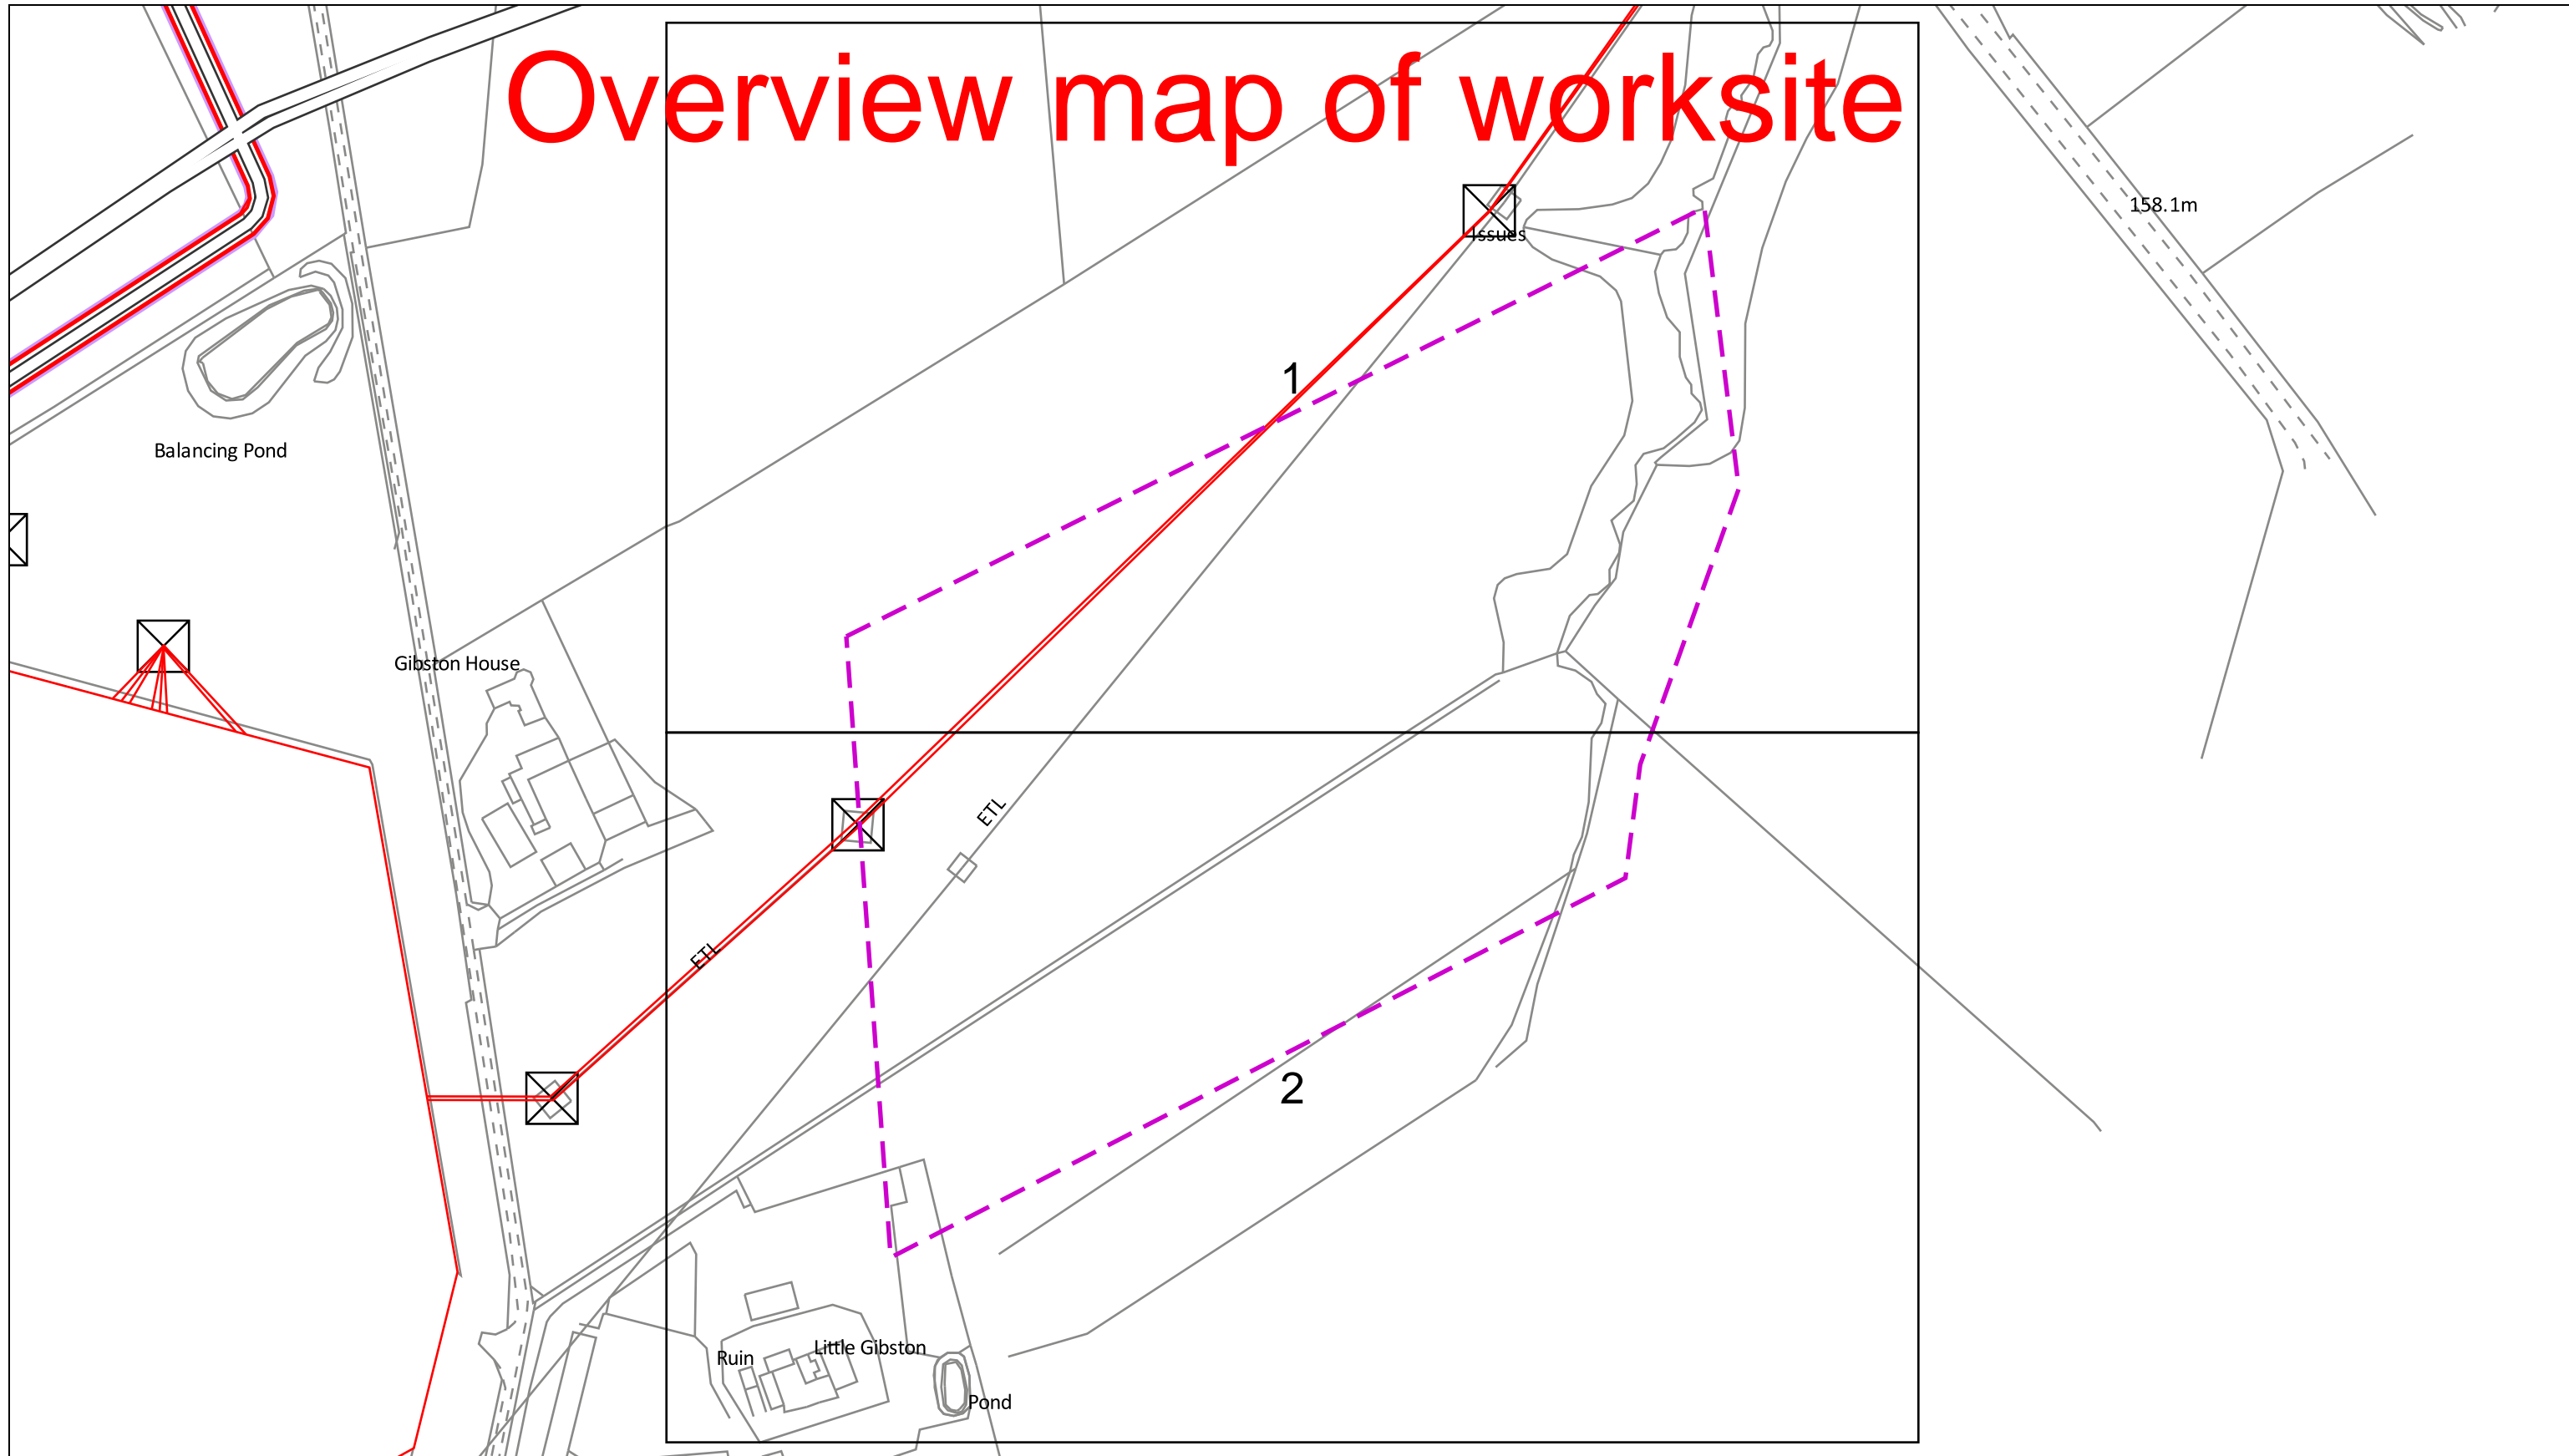 Overview map of worksite
158.1m
Issues
1
Balancing Pond
Gibston House
ETL
ETL
2
Little Gibston
Ruin
Pond